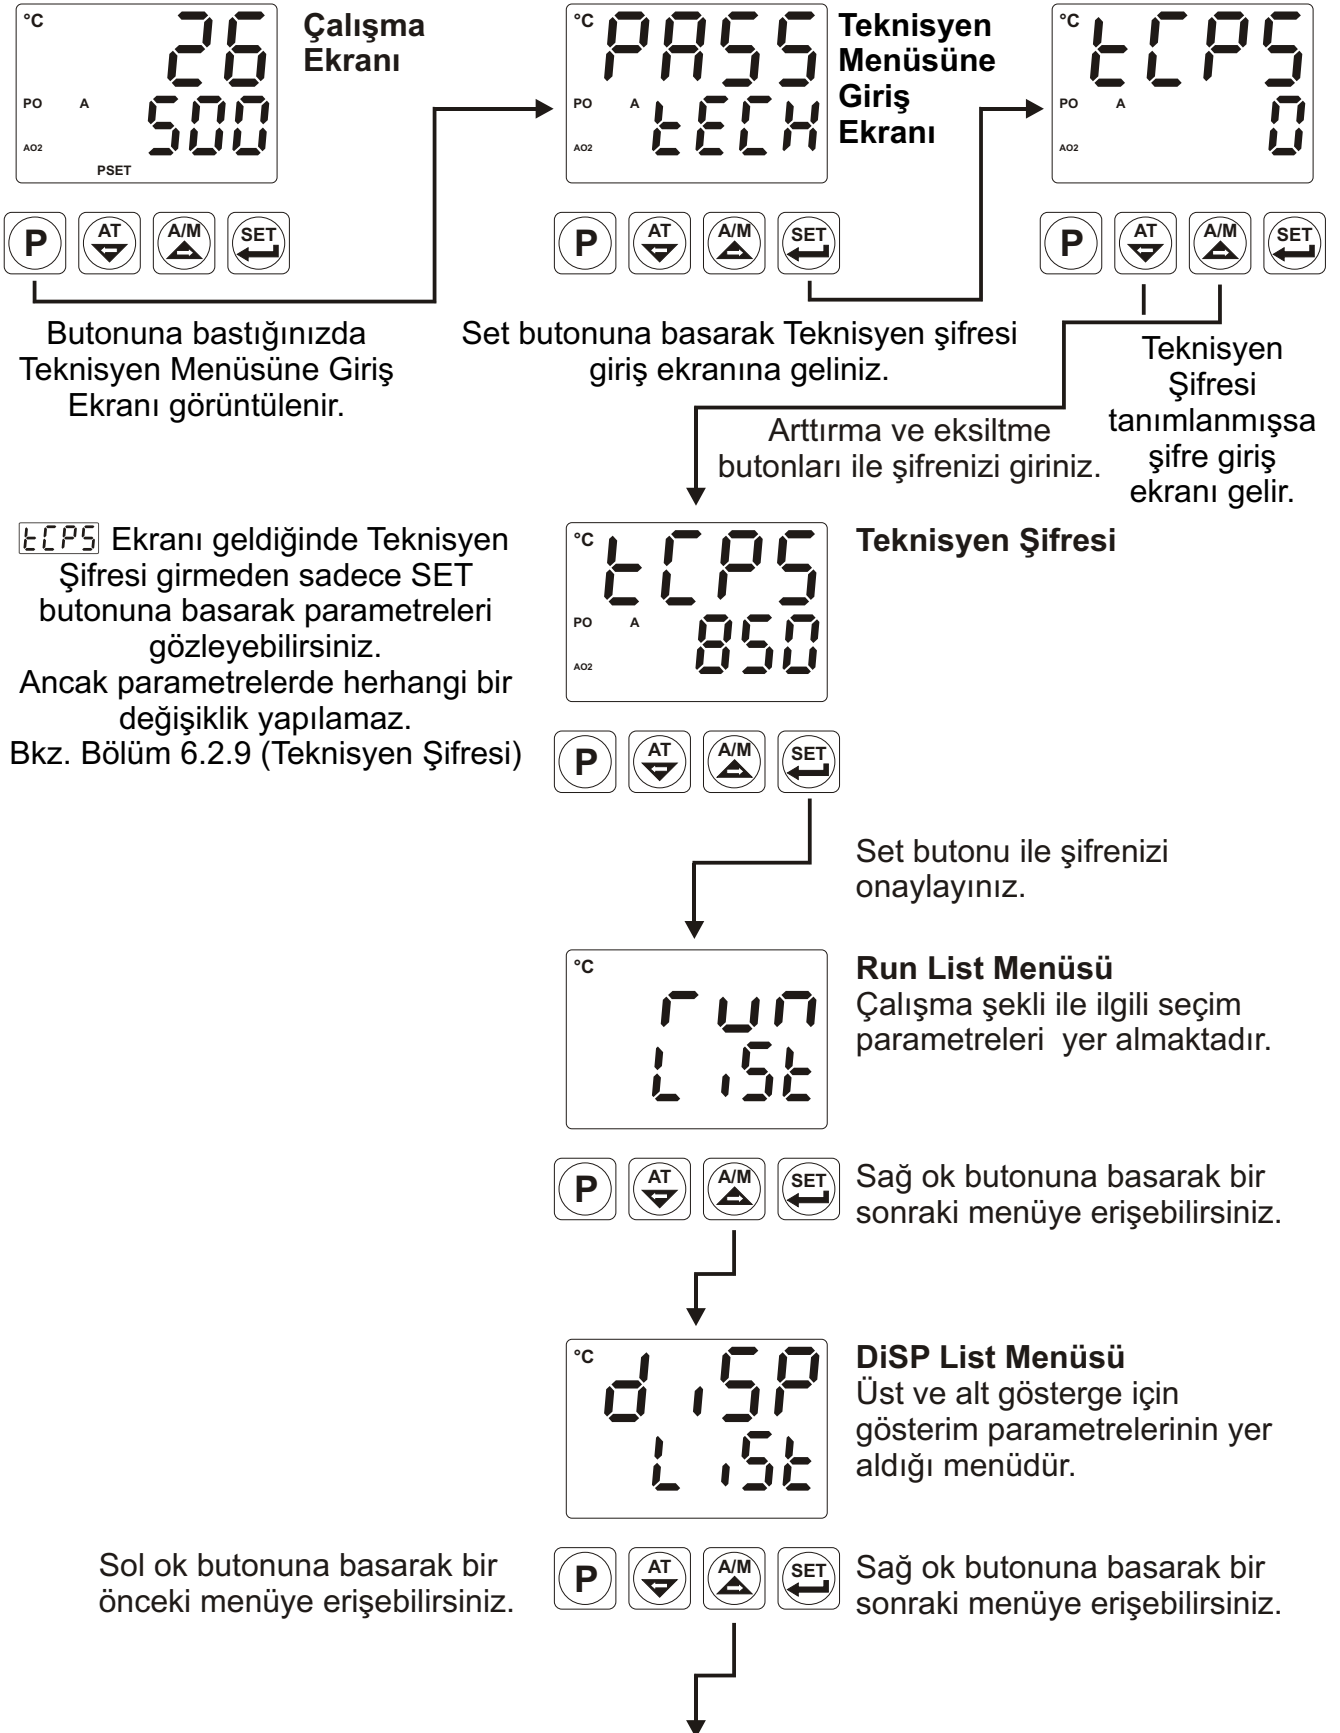 °C
26
PO A
500
AO2
PSET
Çalışma
Ekranı
°C
PASS
PO A
tECH
AO2
Teknisyen
Menüsüne
Giriş
Ekranı
°C
tCPS
PO A
0
AO2
P AT A/M SET
P AT A/M SET
P AT A/M SET
Butonuna bastığınızda
Teknisyen Menüsüne Giriş
Ekranı görüntülenir.
Set butonuna basarak Teknisyen şifresi
giriş ekranına geliniz.
Teknisyen
Şifresi
tanımlanmışsa
şifre giriş
ekranı gelir.
Arttırma ve eksiltme
butonları ile şifrenizi giriniz.
tCPS Ekranı geldiğinde Teknisyen
Şifresi girmeden sadece SET
butonuna basarak parametreleri
gözleyebilirsiniz.
Ancak parametrelerde herhangi bir
değişiklik yapılamaz.
Bkz. Bölüm 6.2.9 (Teknisyen Şifresi)
°C
tCPS
PO A
850
AO2
Teknisyen Şifresi
P AT A/M SET
Set butonu ile şifrenizi
onaylayınız.
°C
run
LiSt
Run List Menüsü
Çalışma şekli ile ilgili seçim
parametreleri yer almaktadır.
P AT A/M SET
Sağ ok butonuna basarak bir
sonraki menüye erişebilirsiniz.
°C
diSP
LiSt
DiSP List Menüsü
Üst ve alt gösterge için
gösterim parametrelerinin yer
aldığı menüdür.
Sol ok butonuna basarak bir
önceki menüye erişebilirsiniz.
P AT A/M SET
Sağ ok butonuna basarak bir
sonraki menüye erişebilirsiniz.